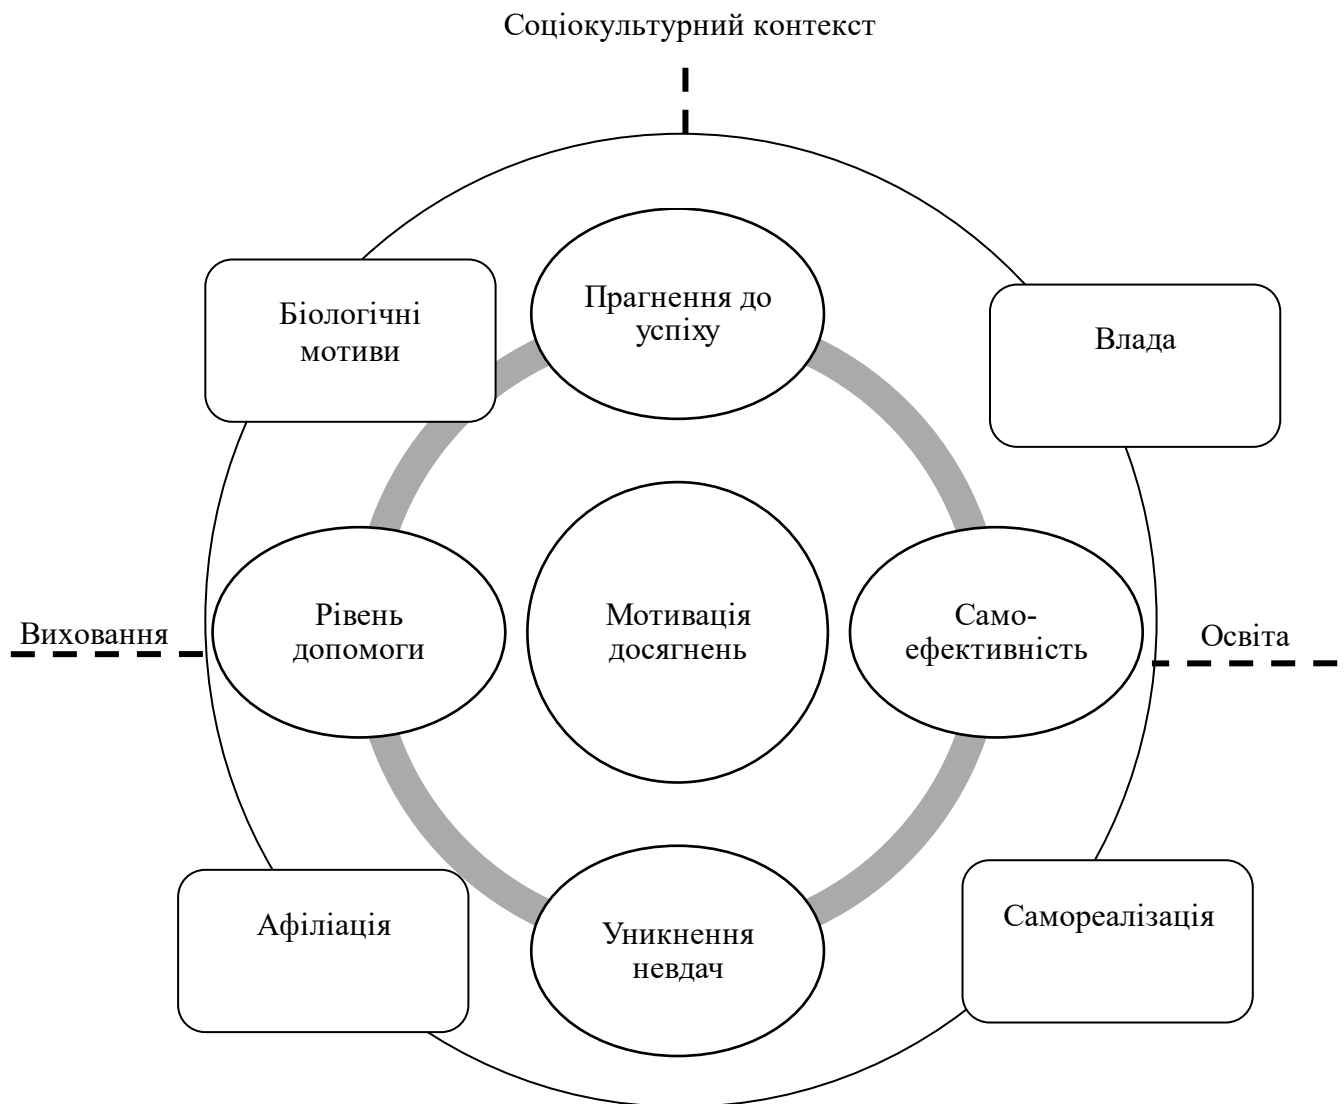 Соціокультурний контекст
Прагнення до
успіху
Біологічні
мотиви
Влада
Рівень
допомоги
Мотивація
досягнень
Само-
ефективність
Виховання
Освіта
Афіліація
Уникнення
невдач
Самореалізація